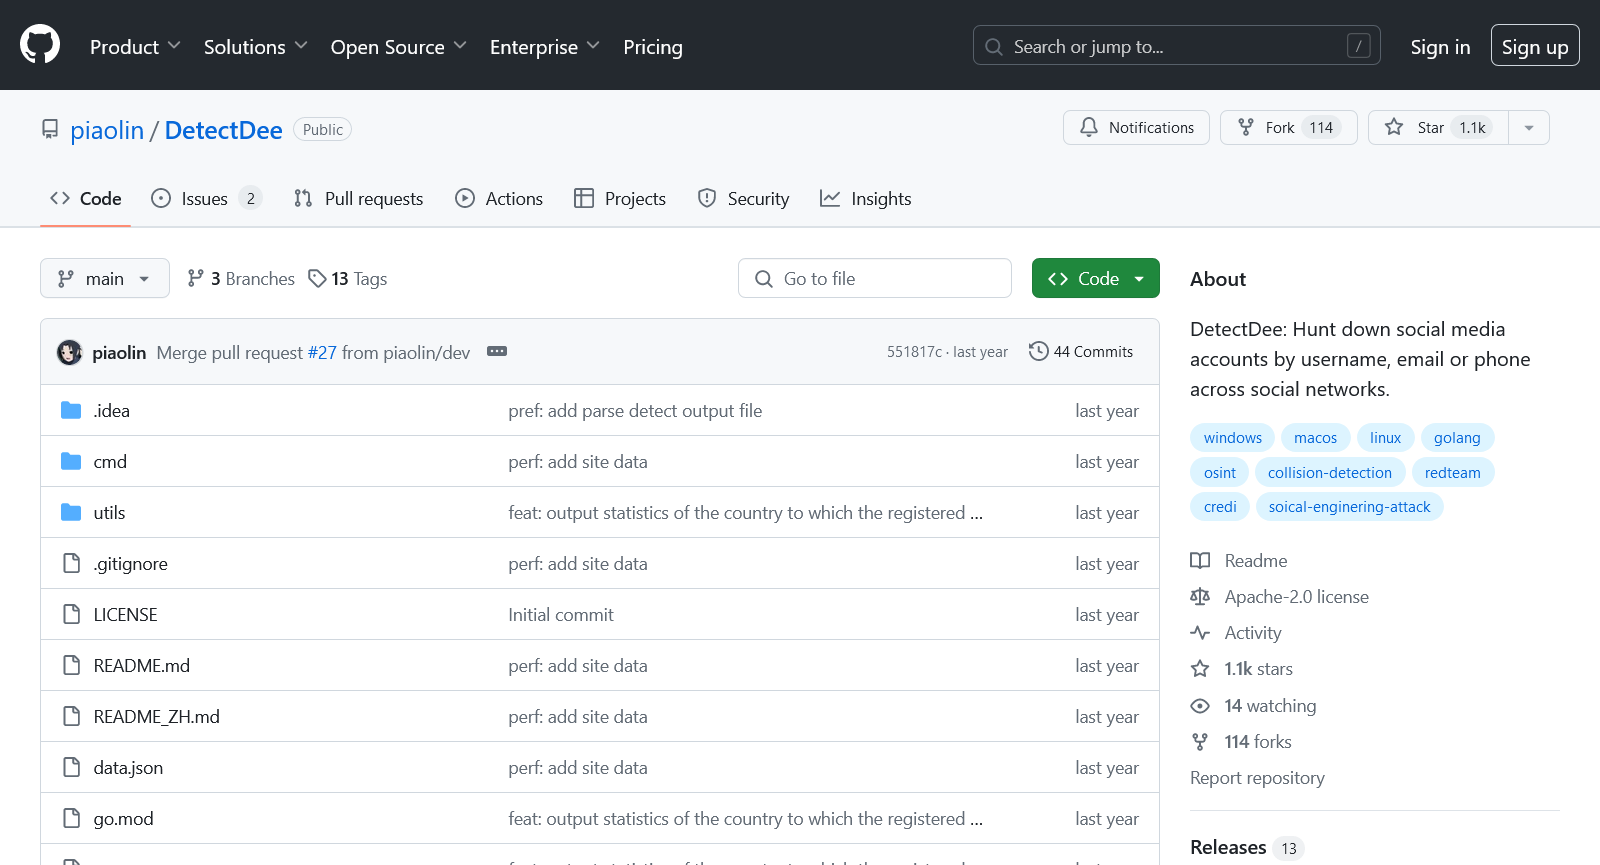 Product Solutions Open Source Enterprise Pricing Search or jump to... / Sign in Sign up
piaolin / DetectDee Public Notifications Fork 114 Star 1.1k
Code Issues 2 Pull requests Actions Projects Security Insights
main 3 Branches 13 Tags Go to file Code
piaolin Merge pull request #27 from piaolin/dev 551817c · last year 44 Commits
.idea pref: add parse detect output file last year
cmd perf: add site data last year
utils feat: output statistics of the country to which the registered ... last year
.gitignore perf: add site data last year
LICENSE Initial commit last year
README.md perf: add site data last year
README_ZH.md perf: add site data last year
data.json perf: add site data last year
go.mod feat: output statistics of the country to which the registered ... last year
About
DetectDee: Hunt down social media
accounts by username, email or phone
across social networks.
windows macos linux golang
osint collision-detection redteam
credi soical-enginering-attack
Readme
Apache-2.0 license
Activity
1.1k stars
14 watching
114 forks
Report repository
Releases 13